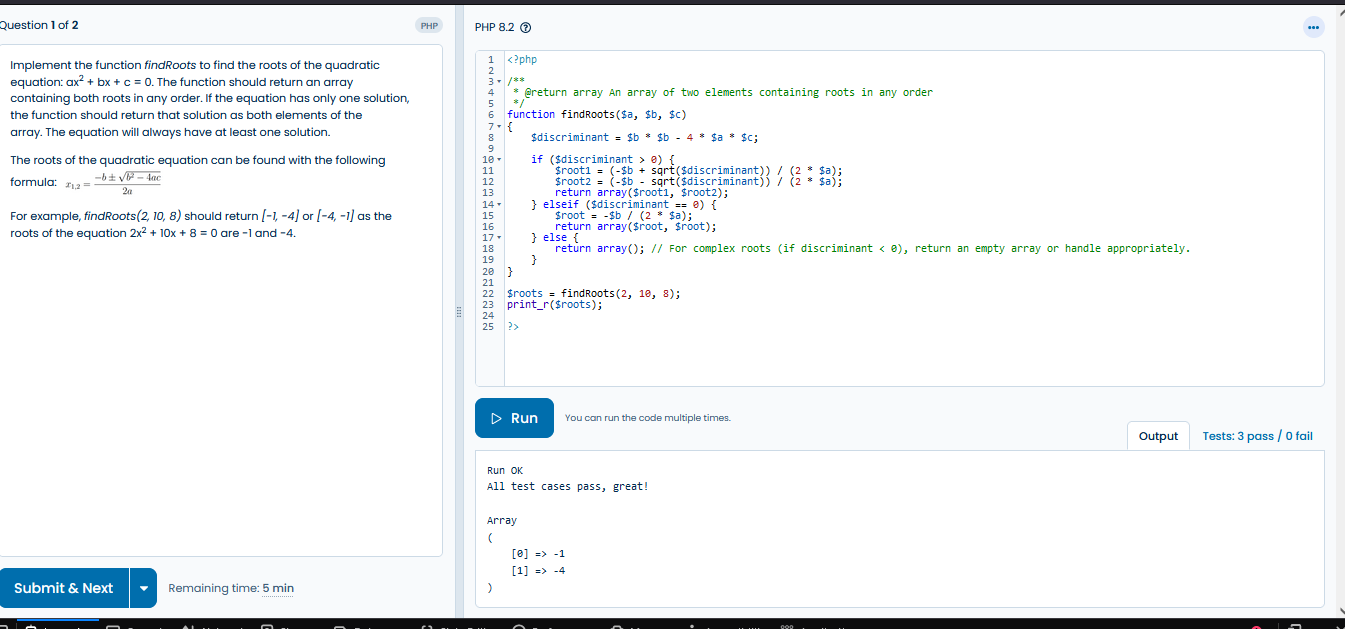 Question 1 of 2
PHP
Implement the function findRoots to find the roots of the quadratic
equation: ax² + bx + c = 0. The function should return an array
containing both roots in any order. If the equation has only one solution,
the function should return that solution as both elements of the
array. The equation will always have at least one solution.
The roots of the quadratic equation can be found with the following
formula: x₁,₂ = −b ± √b² − 4ac / 2a
For example, findRoots(2, 10, 8) should return [-1, -4] or [-4, -1] as the
roots of the equation 2x² + 10x + 8 = 0 are -1 and -4.
Submit & Next
Remaining time: 5 min
PHP 8.2
1 <?php
2
3 /**
4 * @return array An array of two elements containing roots in any order
5 */
6 function findRoots($a, $b, $c)
7 {
8 $discriminant = $b * $b - 4 * $a * $c;
9
10 if ($discriminant > 0) {
11 $root1 = (-$b + sqrt($discriminant)) / (2 * $a);
12 $root2 = (-$b - sqrt($discriminant)) / (2 * $a);
13 return array($root1, $root2);
14 } elseif ($discriminant == 0) {
15 $root = -$b / (2 * $a);
16 return array($root, $root);
17 } else {
18 return array(); // For complex roots (if discriminant < 0), return an empty array or handle appropriately.
19 }
20 }
21
22 $roots = findRoots(2, 10, 8);
23 print_r($roots);
24
25 ?>
Run
You can run the code multiple times.
Output
Tests: 3 pass / 0 fail
Run OK
All test cases pass, great!
Array
(
[0] => -1
[1] => -4
)